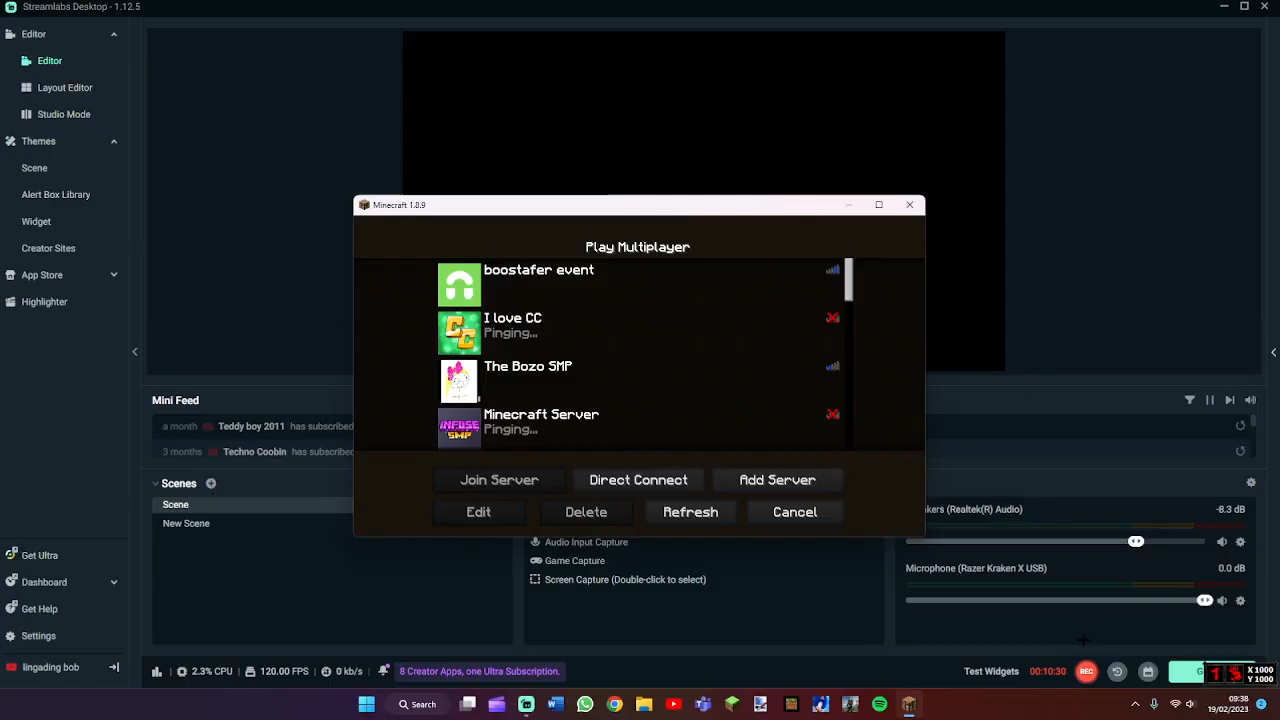 Streamlabs Desktop - 1.12.5
Editor
Editor
Layout Editor
Studio Mode
Themes
Scene
Alert Box Library
Widget
Creator Sites
App Store
Highlighter
Get Ultra
Dashboard
Get Help
Settings
lingading bob
Minecraft 1.8.9
Play Multiplayer
boostafer event
CC
I love CC
Pinging...
The Bozo SMP
INFUSE SMP
Minecraft Server
Pinging...
Join Server Direct Connect Add Server
Edit Delete Refresh Cancel
Mini Feed
a month Teddy boy 2011 has subscribed
3 months Techno Coobin has subscribed
Scenes
Scene
New Scene
Audio Input Capture
Game Capture
Screen Capture (Double-click to select)
kers (Realtek(R) Audio) -8.3 dB
Microphone (Razer Kraken X USB) 0.0 dB
2.3% CPU 120.00 FPS 0 kb/s 8 Creator Apps, one Ultra Subscription. Test Widgets 00:10:30 REC G
X 1000
Y 1000
Search
09:38
19/02/2023